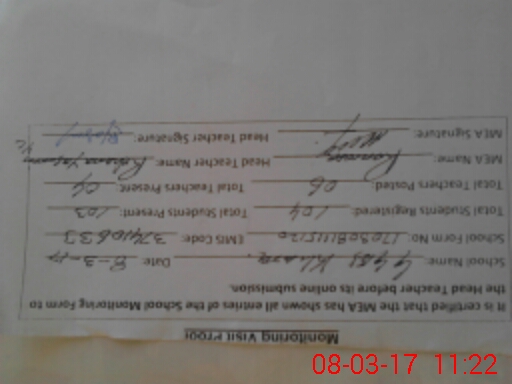 Monitoring Visit Proof
It is certified that the MEA has shown all entries of the School Monitoring Form to
the Head Teacher before its online submission.
School Name: Date: 8-3-17
School Form No: 17030811115120 EMIS Code: 37410633
Total Students Registered: 104 Total Students Present: 103
Total Teachers Posted: 06 Total Teachers Present: 04
MEA Name: Head Teacher Name:
MEA Signature: Head Teacher Signature:
08-03-17 11:22